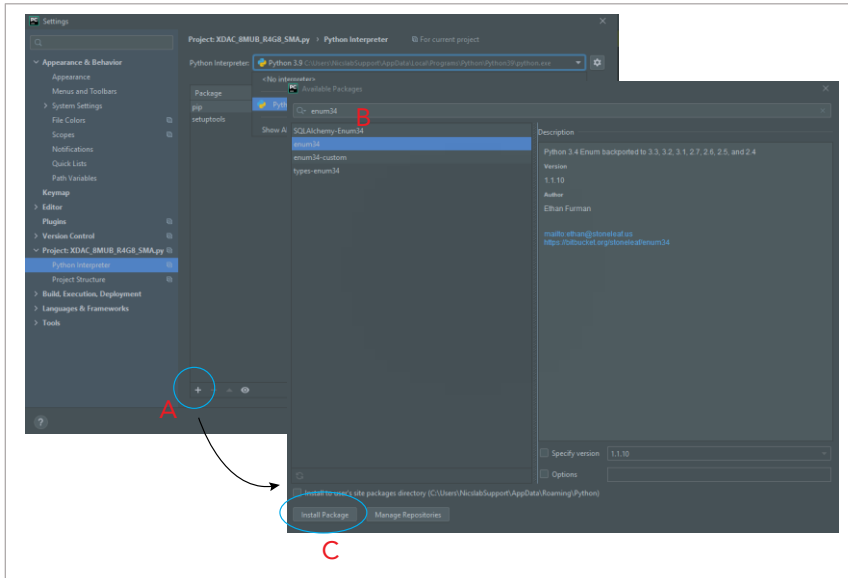 Settings
Project: XDAC_8MUB_R4G8_SMA.py > Python Interpreter
For current project
Appearance & Behavior
Appearance
Menus and Toolbars
System Settings
File Colors
Scopes
Notifications
Quick Lists
Path Variables
Keymap
Editor
Plugins
Version Control
Project: XDAC_8MUB_R4G8_SMA.py
Python Interpreter
Project Structure
Build, Execution, Deployment
Languages & Frameworks
Tools
?
Python Interpreter:
Python 3.9 C:\Users\NicslabSupport\AppData\Local\Programs\Python\Python39\python.exe
<No interpreter>
Package
pip
setuptools
Pyth
Show Al
A
Available Packages
enum34
B
SQLAlchemy-Enum34
enum34
enum34-custom
types-enum34
Description
Python 3.4 Enum backported to 3.3, 3.2, 3.1, 2.7, 2.6, 2.5, and 2.4
Version
1.1.10
Author
Ethan Furman
mailto:ethan@stoneleaf.us
https://bitbucket.org/stoneleaf/enum34
Specify version
1.1.10
Options
Install to user's site packages directory (C:\Users\NicslabSupport\AppData\Roaming\Python)
Install Package
Manage Repositories
C